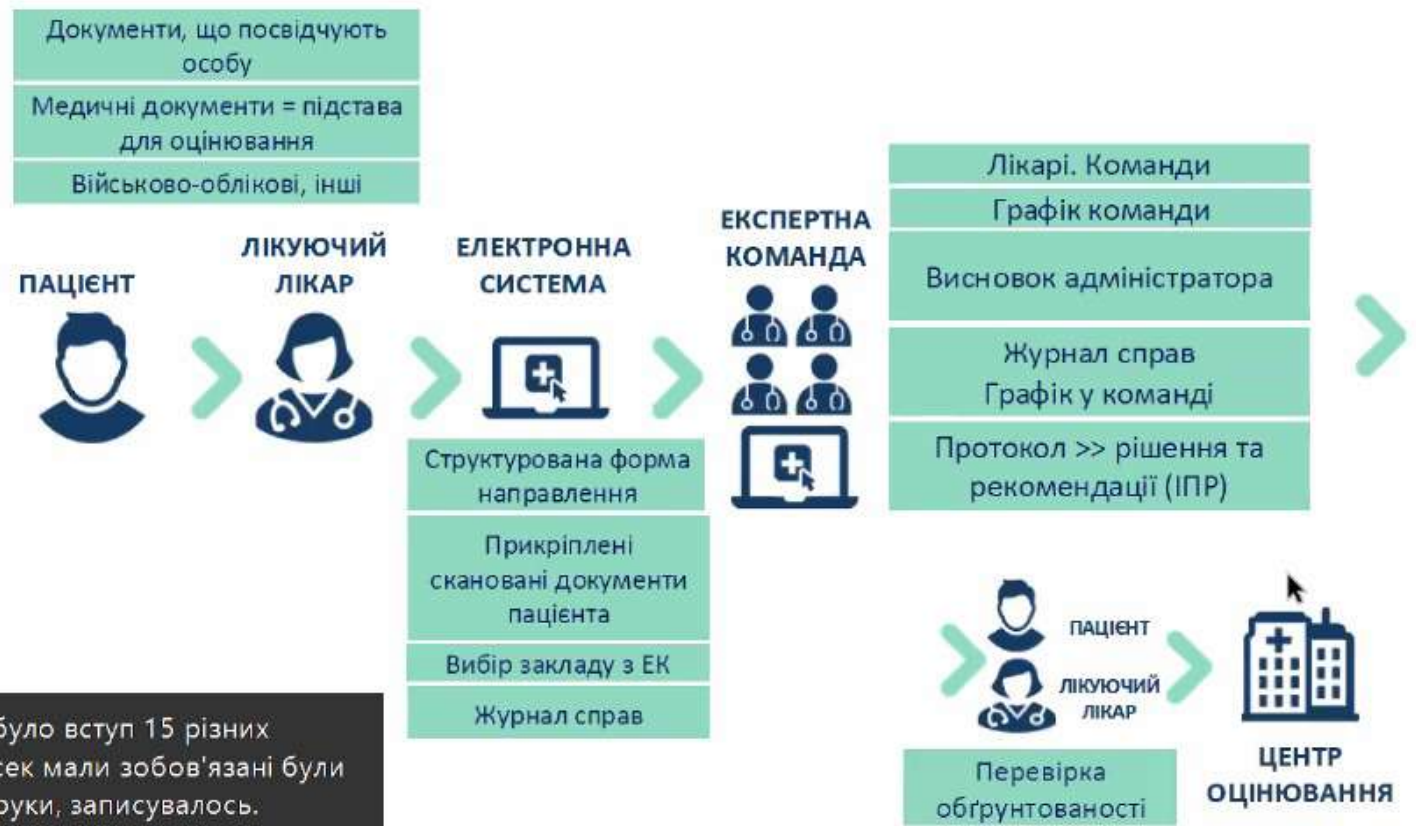 Документи, що посвідчують
особу
Медичні документи = підстава
для оцінювання
Військово-облікові, інші
ПАЦІЄНТ
ЛІКУЮЧИЙ
ЛІКАР
ЕЛЕКТРОННА
СИСТЕМА
Структурована форма
направлення
Прикріплені
скановані документи
пацієнта
Вибір закладу з ЕК
Журнал справ
ЕКСПЕРТНА
КОМАНДА
Лікарі. Команди
Графік команди
Висновок адміністратора
Журнал справ
Графік у команді
Протокол >> рішення та
рекомендації (ІПР)
ПАЦІЄНТ
ЛІКУЮЧИЙ
ЛІКАР
Перевірка
обґрунтованості
ЦЕНТР
ОЦІНЮВАННЯ
було вступ 15 різних
сек мали зобов'язані були
руки, записувалось.